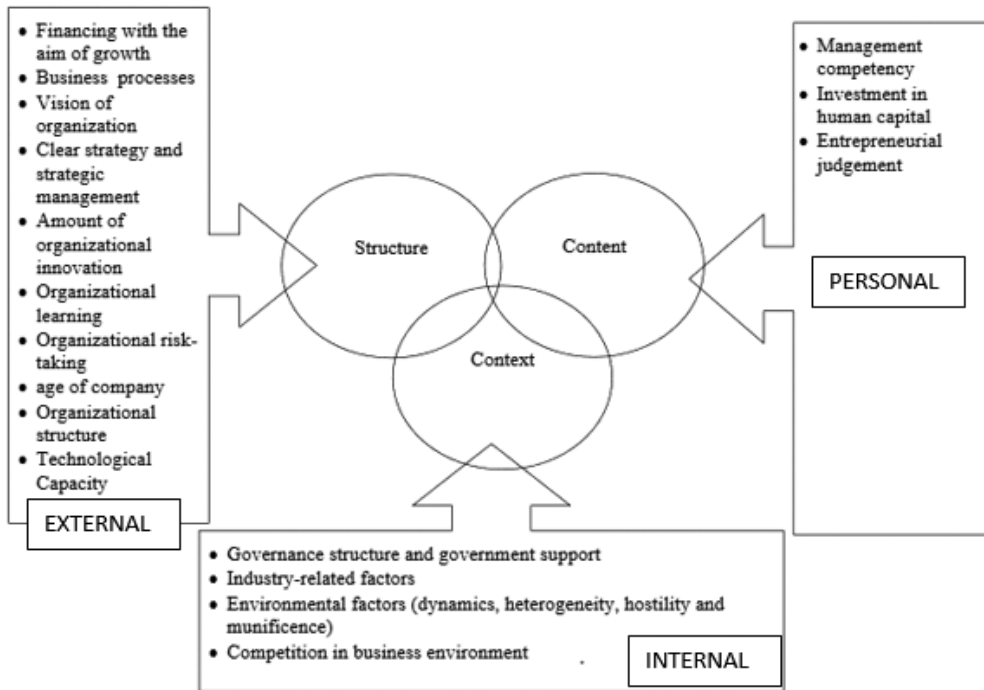 • Financing with the
aim of growth
• Business processes
• Vision of
organization
• Clear strategy and
strategic
management
• Amount of
organizational
innovation
• Organizational
learning
• Organizational risk-
taking
• age of company
• Organizational
structure
• Technological
Capacity
EXTERNAL
Structure
Content
Context
• Management
competency
• Investment in
human capital
• Entrepreneurial
judgement
PERSONAL
• Governance structure and government support
• Industry-related factors
• Environmental factors (dynamics, heterogeneity, hostility and
munificence)
• Competition in business environment .
INTERNAL